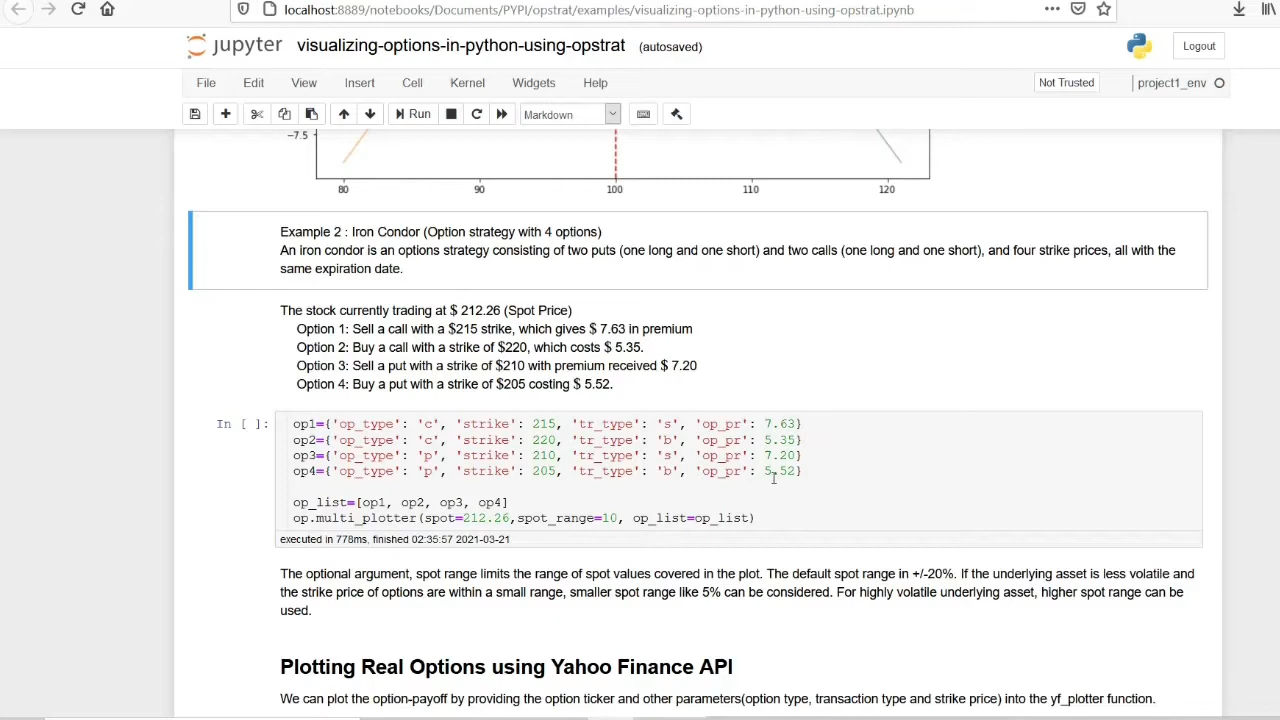 localhost:8889/notebooks/Documents/PYPI/opstrat/examples/visualizing-options-in-python-using-opstrat.ipynb
jupyter visualizing-options-in-python-using-opstrat (autosaved) Logout
File Edit View Insert Cell Kernel Widgets Help Not Trusted project1_env
Run Markdown
−7.5
80 90 100 110 120
Example 2 : Iron Condor (Option strategy with 4 options)
An iron condor is an options strategy consisting of two puts (one long and one short) and two calls (one long and one short), and four strike prices, all with the
same expiration date.
The stock currently trading at $ 212.26 (Spot Price)
Option 1: Sell a call with a $215 strike, which gives $ 7.63 in premium
Option 2: Buy a call with a strike of $220, which costs $ 5.35.
Option 3: Sell a put with a strike of $210 with premium received $ 7.20
Option 4: Buy a put with a strike of $205 costing $ 5.52.
In [ ]: op1={'op_type': 'c', 'strike': 215, 'tr_type': 's', 'op_pr': 7.63}
op2={'op_type': 'c', 'strike': 220, 'tr_type': 'b', 'op_pr': 5.35}
op3={'op_type': 'p', 'strike': 210, 'tr_type': 's', 'op_pr': 7.20}
op4={'op_type': 'p', 'strike': 205, 'tr_type': 'b', 'op_pr': 5.52}
op_list=[op1, op2, op3, op4]
op.multi_plotter(spot=212.26,spot_range=10, op_list=op_list)
executed in 778ms, finished 02:35:57 2021-03-21
The optional argument, spot range limits the range of spot values covered in the plot. The default spot range in +/-20%. If the underlying asset is less volatile and
the strike price of options are within a small range, smaller spot range like 5% can be considered. For highly volatile underlying asset, higher spot range can be
used.
Plotting Real Options using Yahoo Finance API
We can plot the option-payoff by providing the option ticker and other parameters(option type, transaction type and strike price) into the yf_plotter function.